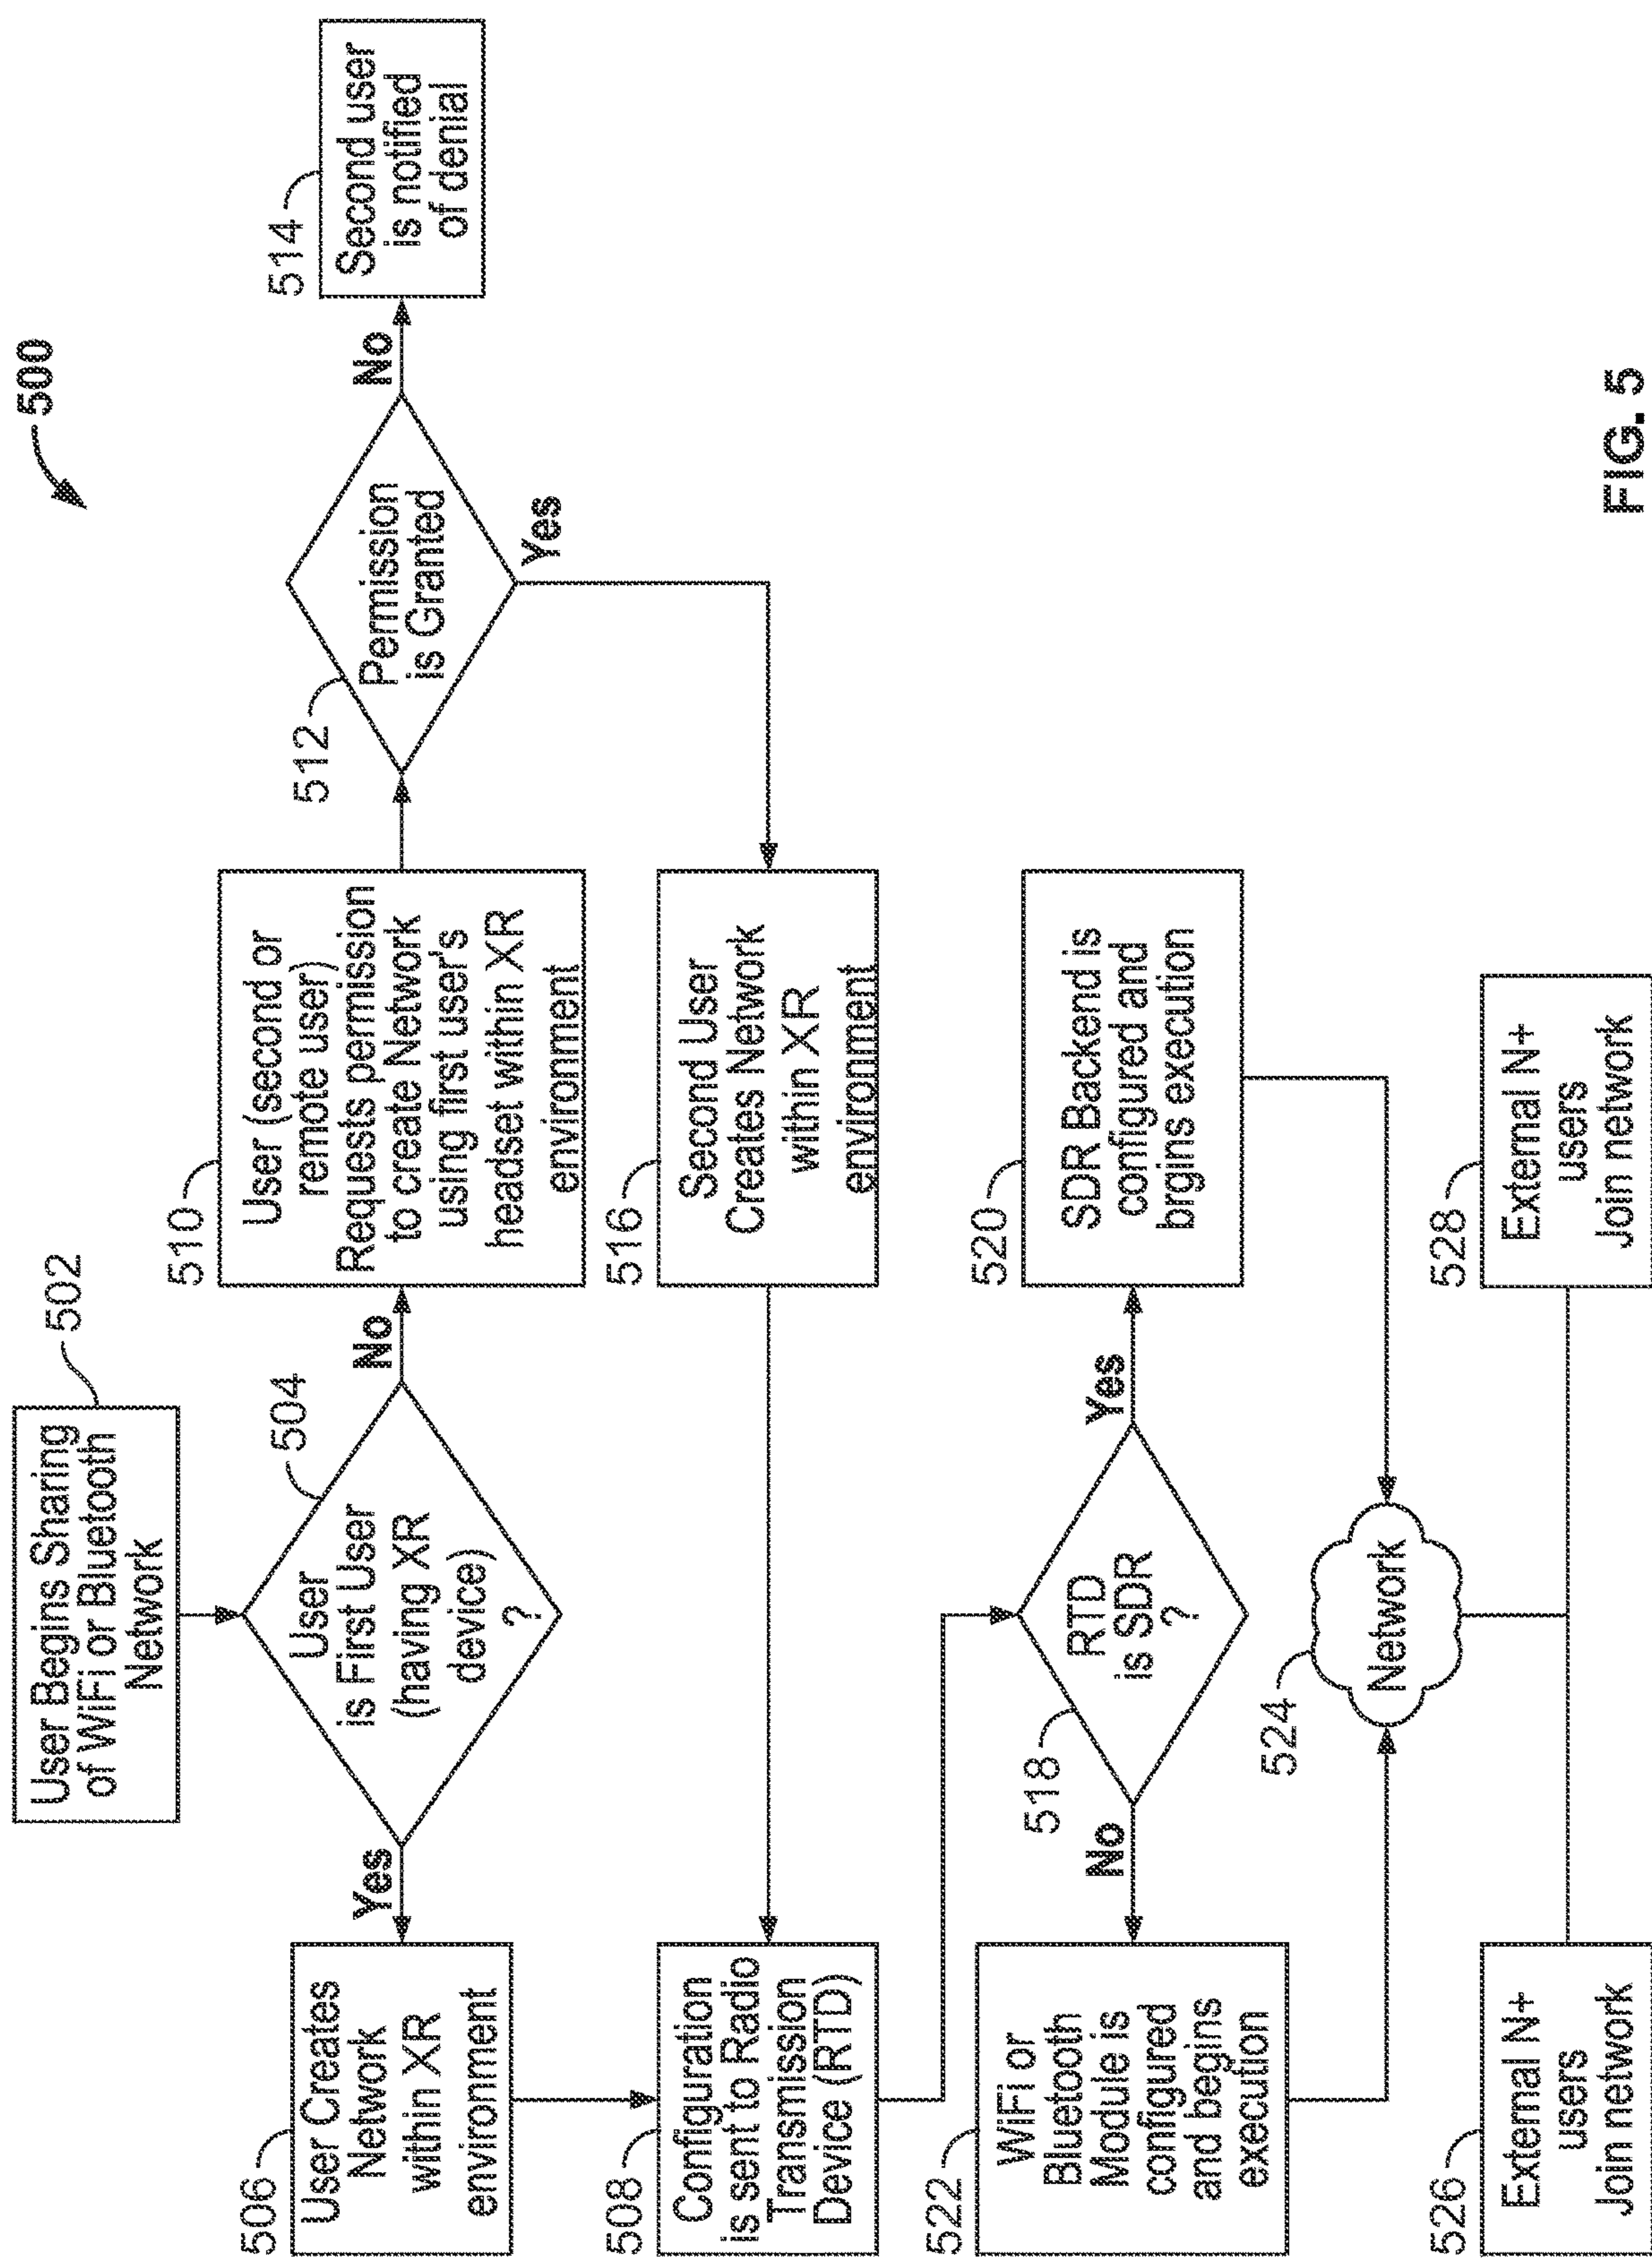 500
502
User Begins Sharing
of WiFi or Bluetooth
Network
504
User
is First User
(having XR
device)
?
Yes
No
506
User Creates
Network
within XR
environment
510
User (second or
remote user)
Requests permission
to create Network
using first user's
headset within XR
environment
512
Permission
is Granted
No
Yes
514
Second user
is notified
of denial
508
Configuration
is sent to Radio
Transmission
Device (RTD)
516
Second User
Creates Network
within XR
environment
518
RTD
is SDR
?
No
Yes
522
WiFi or
Bluetooth
Module is
configured
and begins
execution
520
SDR Backend is
configured and
brgins execution
524
Network
526
External N+
users
Join network
528
External N+
users
Join network
FIG. 5